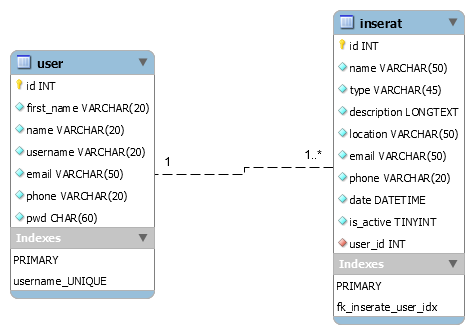 user
id INT
first_name VARCHAR(20)
name VARCHAR(20)
username VARCHAR(20)
email VARCHAR(50)
phone VARCHAR(20)
pwd CHAR(60)
Indexes
PRIMARY
username_UNIQUE
1
1..*
inserat
id INT
name VARCHAR(50)
type VARCHAR(45)
description LONGTEXT
location VARCHAR(50)
email VARCHAR(50)
phone VARCHAR(20)
date DATETIME
is_active TINYINT
user_id INT
Indexes
PRIMARY
fk_inserate_user_idx